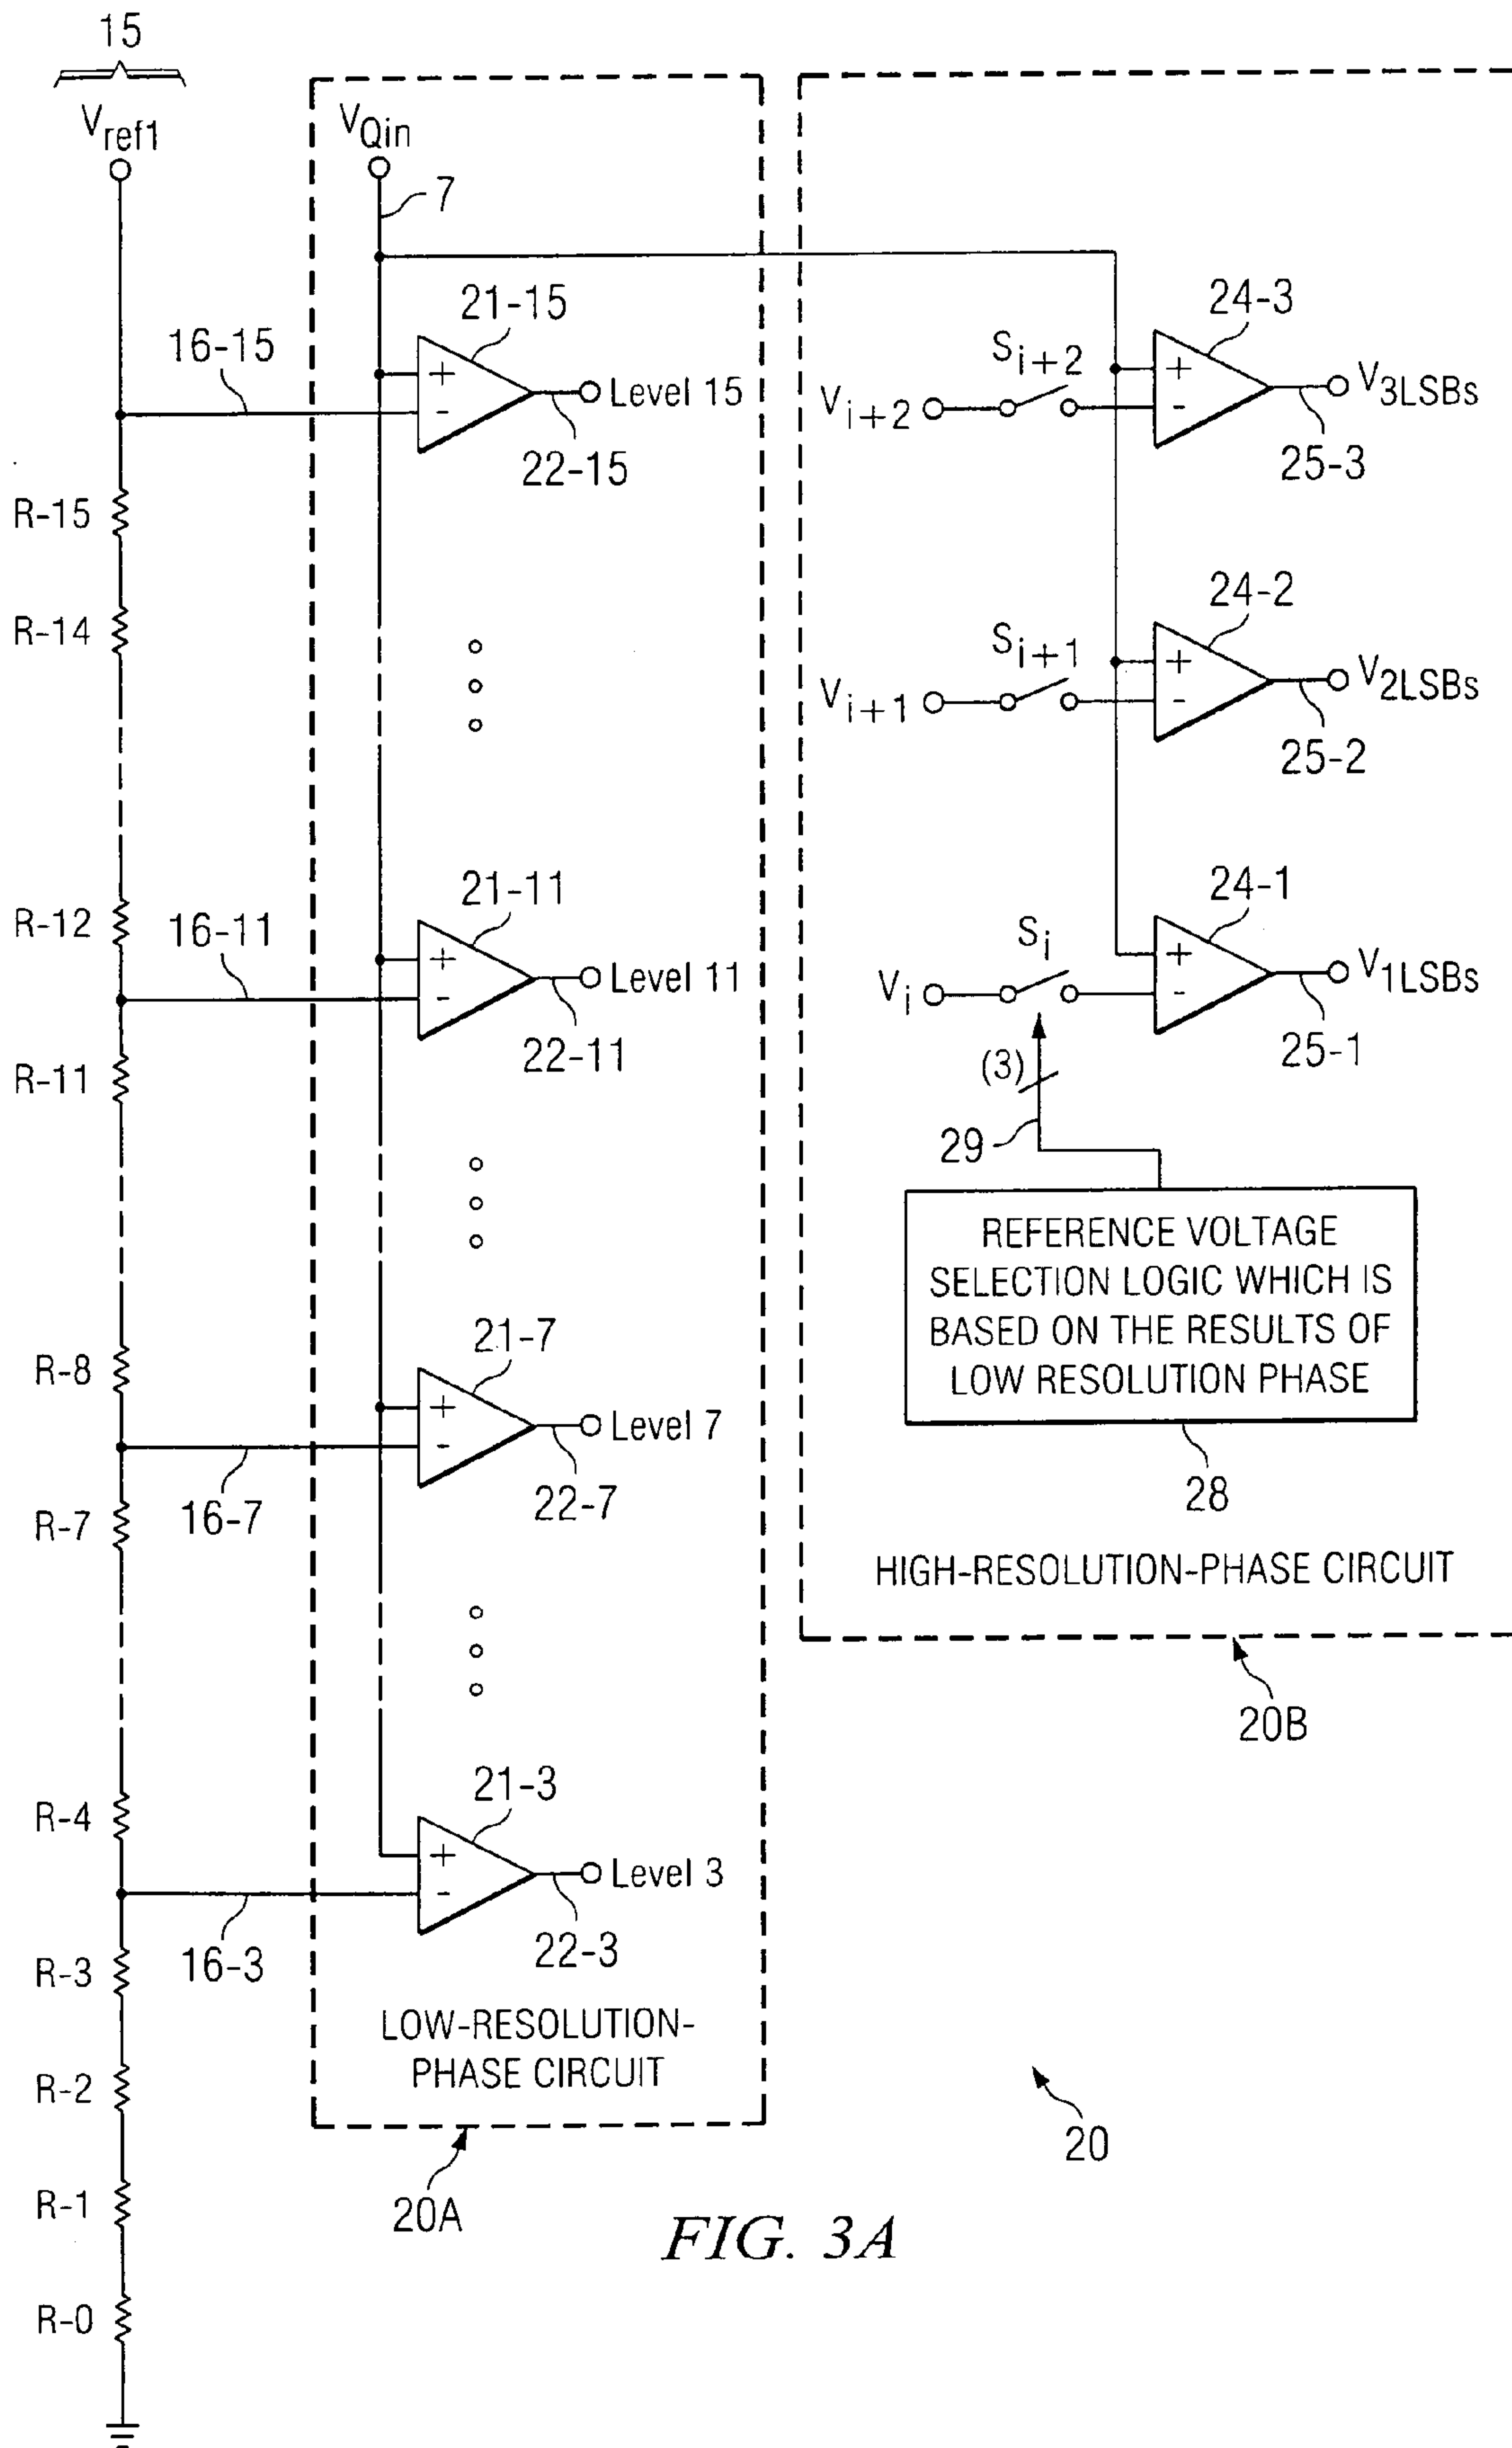 15
Vref1
VQin
7
21-15
16-15
+
-
Level 15
22-15
R-15
R-14
R-12
21-11
16-11
+
-
Level 11
22-11
R-11
R-8
21-7
+
-
Level 7
16-7
22-7
R-7
R-4
21-3
+
-
Level 3
16-3
22-3
R-3
R-2
R-1
R-0
LOW-RESOLUTION-
PHASE CIRCUIT
20A
24-3
Si+2
Vi+2
+
-
V3LSBs
25-3
24-2
Si+1
Vi+1
+
-
V2LSBs
25-2
24-1
Si
Vi
+
-
V1LSBs
25-1
(3)
29
REFERENCE VOLTAGE
SELECTION LOGIC WHICH IS
BASED ON THE RESULTS OF
LOW RESOLUTION PHASE
28
HIGH-RESOLUTION-PHASE CIRCUIT
20B
20
FIG. 3A